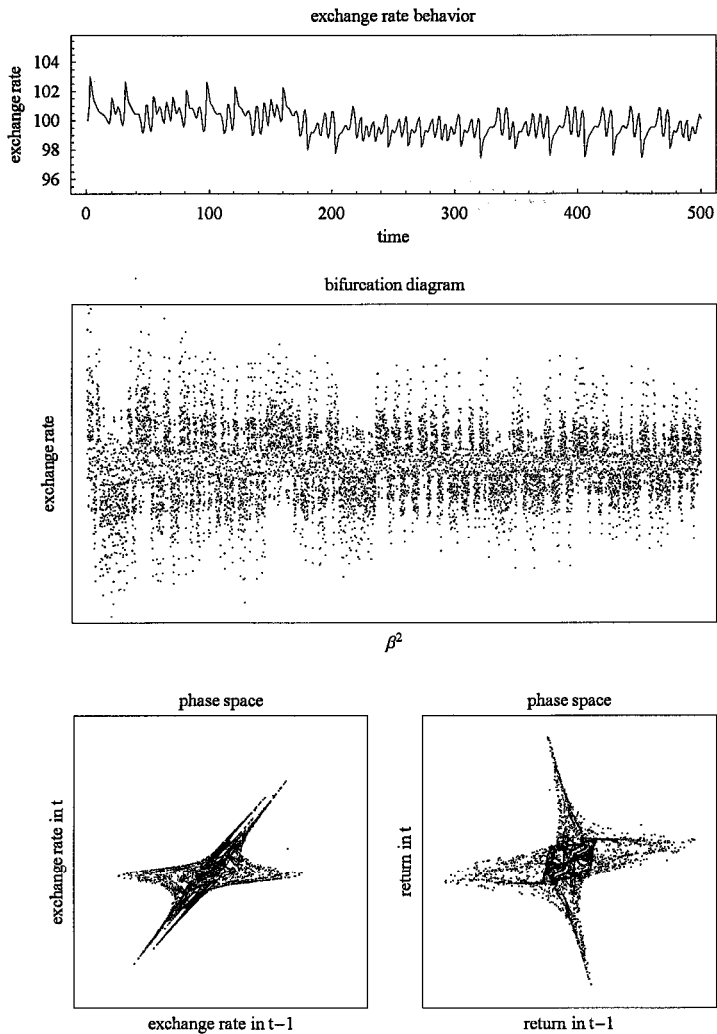 exchange rate behavior
exchange rate
104
102
100
98
96
0 100 200 300 400 500
time
bifurcation diagram
exchange rate
β²
phase space
exchange rate in t
exchange rate in t−1
phase space
return in t
return in t−1